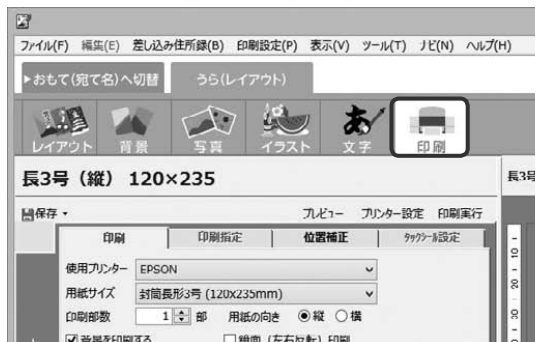 ファイル(F) 編集(E) 差し込み住所録(B) 印刷設定(P) 表示(V) ツール(T) ナビ(N) ヘルプ(H)
▶おもて(宛て名)へ切替 うら(レイアウト)
レイアウト 背景 写真 イラスト 文字 印刷
長3号（縦） 120×235 長3号
保存 プレビュー プリンター設定 印刷実行
印刷 印刷指定 位置補正 タックシール設定
使用プリンター EPSON
用紙サイズ 封筒長形3号 (120x235mm)
印刷部数 1 部 用紙の向き 縦 横
背景を印刷する 鏡面（左右反転）印刷
10
20
30